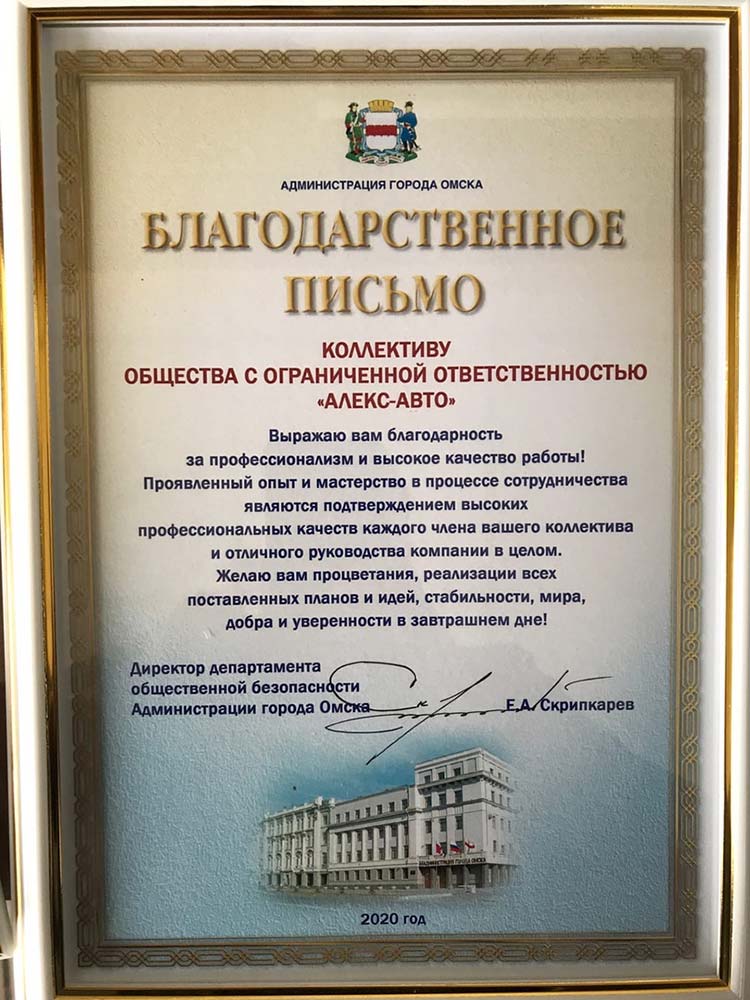 АДМИНИСТРАЦИЯ ГОРОДА ОМСКА
БЛАГОДАРСТВЕННОЕ
ПИСЬМО
КОЛЛЕКТИВУ
ОБЩЕСТВА С ОГРАНИЧЕННОЙ ОТВЕТСТВЕННОСТЬЮ
«АЛЕКС-АВТО»
Выражаю вам благодарность
за профессионализм и высокое качество работы!
Проявленный опыт и мастерство в процессе сотрудничества
являются подтверждением высоких
профессиональных качеств каждого члена вашего коллектива
и отличного руководства компании в целом.
Желаю вам процветания, реализации всех
поставленных планов и идей, стабильности, мира,
добра и уверенности в завтрашнем дне!
Директор департамента
общественной безопасности
Администрации города Омска Е.А. Скрипкарев
АДМИНИСТРАЦИЯ ГОРОДА ОМСКА
2020 год